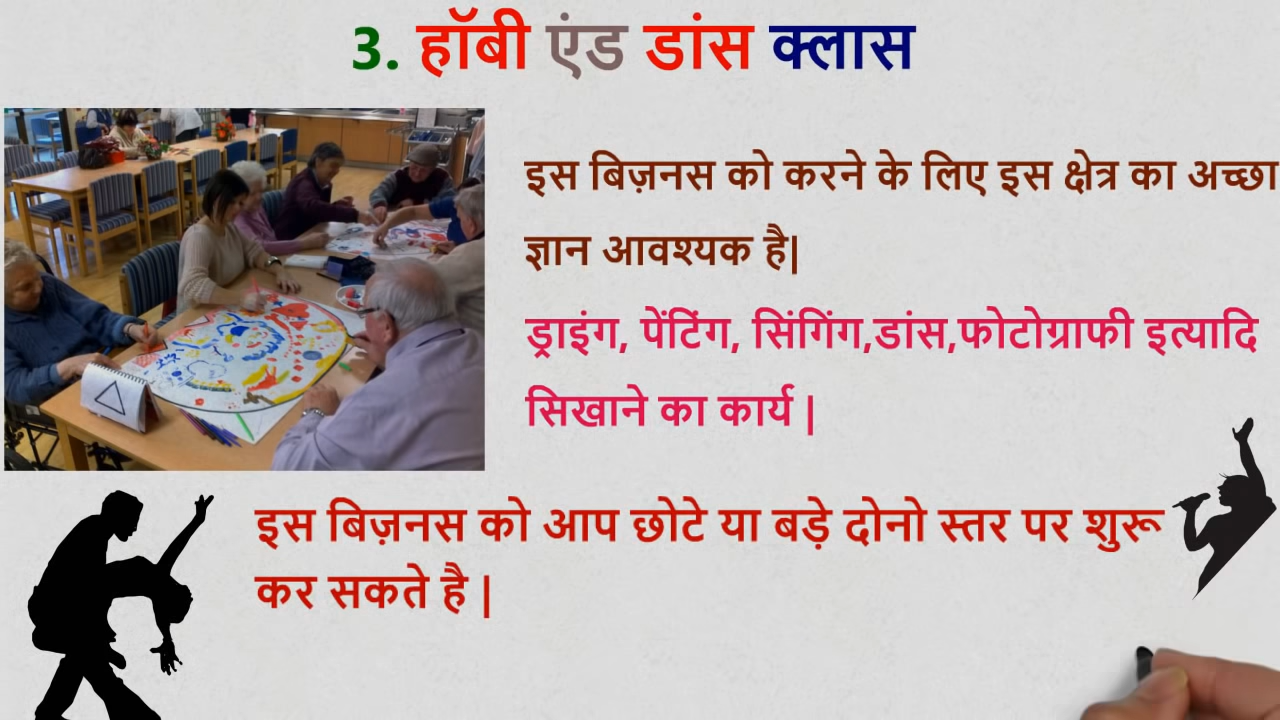 3. हॉबी एंड डांस क्लास
इस बिज़नस को करने के लिए इस क्षेत्र का अच्छा
ज्ञान आवश्यक है|
ड्राइंग, पेंटिंग, सिंगिंग,डांस,फोटोग्राफी इत्यादि
सिखाने का कार्य |
इस बिज़नस को आप छोटे या बड़े दोनो स्तर पर शुरू
कर सकते है |